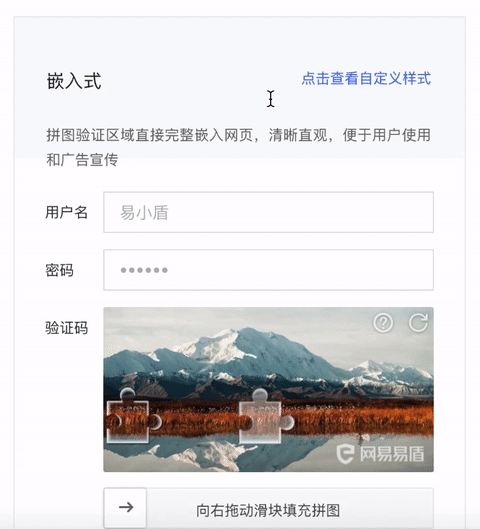 嵌入式 点击查看自定义样式
拼图验证区域直接完整嵌入网页，清晰直观，便于用户使用
和广告宣传
用户名 易小盾
密码 ••••••
验证码
网易易盾
向右拖动滑块填充拼图